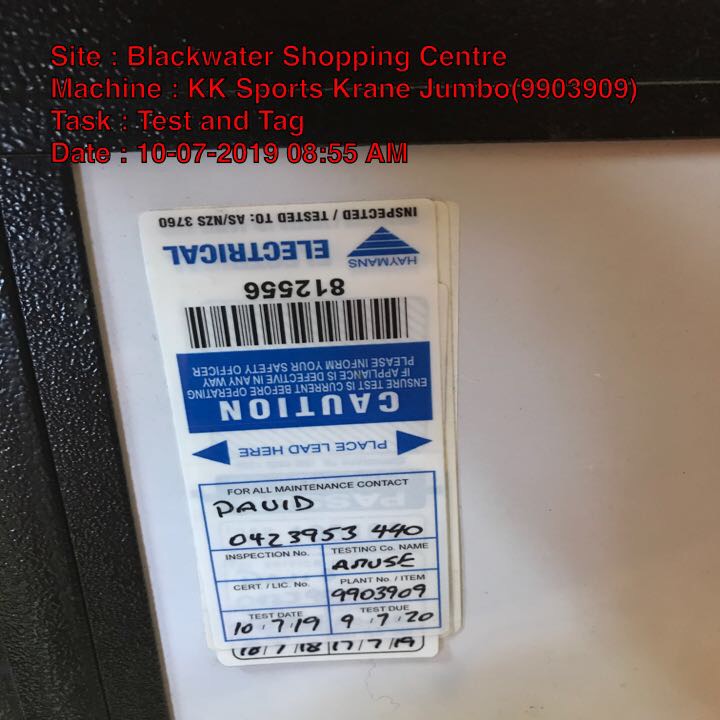 Site : Blackwater Shopping Centre
Machine : KK Sports Krane Jumbo(9903909)
Task : Test and Tag
Date : 10-07-2019 08:55 AM
INSPECTED / TESTED TO: AS/NZS 3760
HAYMANS
ELECTRICAL
812556
CAUTION
ENSURE TEST IS CURRENT BEFORE OPERATING
IF APPLIANCE IS DEFECTIVE IN ANY WAY
PLEASE INFORM YOUR SAFETY OFFICER
PLACE LEAD HERE
FOR ALL MAINTENANCE CONTACT
DAVID
0423953 440
INSPECTION No.
TESTING Co. NAME
AMUSE
CERT. / LIC. No.
PLANT No. / ITEM
9903909
TEST DATE
TEST DUE
10 / 7 / 19
9 / 7 / 20
/ 7 / 18
17 / 7 / 19